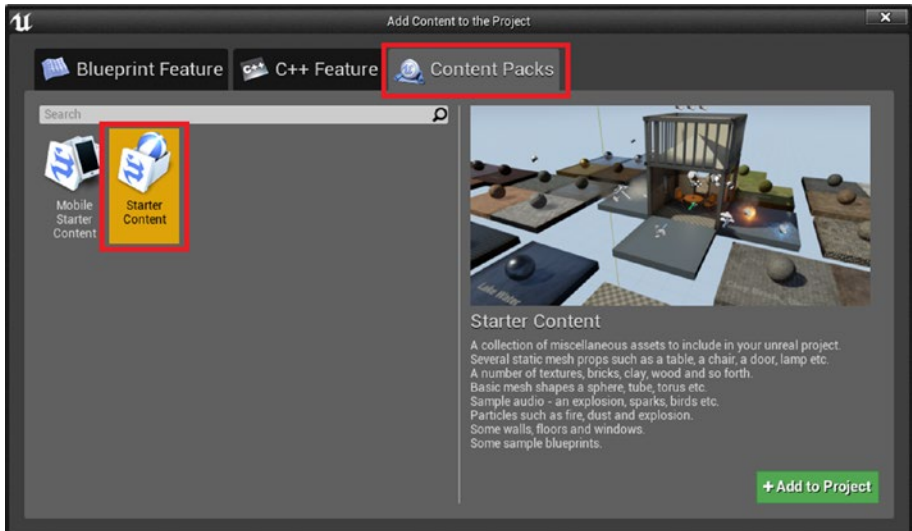 Add Content to the Project
Blueprint Feature
C++
C++ Feature
Content Packs
Search
Mobile
Starter
Content
Starter
Content
Lake Water
Starter Content
A collection of miscellaneous assets to include in your unreal project.
Several static mesh props such as a table, a chair, a door, lamp etc.
A number of textures, bricks, clay, wood and so forth.
Basic mesh shapes a sphere, tube, torus etc.
Sample audio - an explosion, sparks, birds etc.
Particles such as fire, dust and explosion.
Some walls, floors and windows.
Some sample blueprints.
+ Add to Project